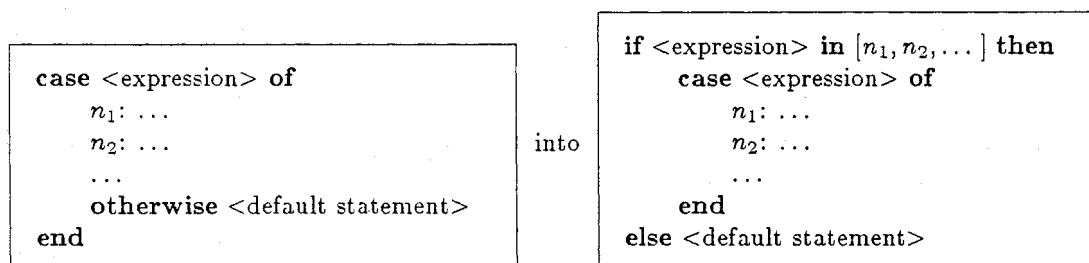 case <expression> of
n₁: ...
n₂: ...
...
otherwise <default statement>
end
into
if <expression> in [n₁, n₂, ... ] then
case <expression> of
n₁: ...
n₂: ...
...
end
else <default statement>